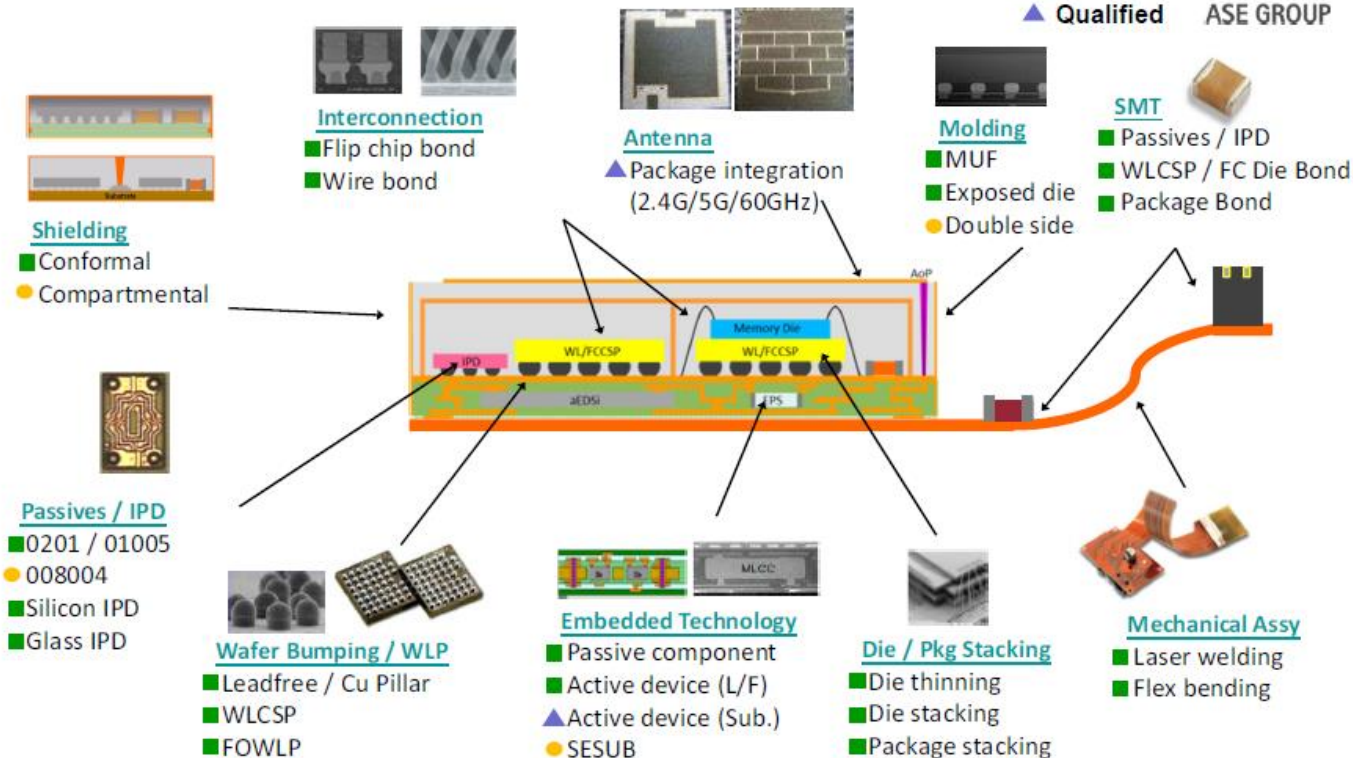 ▲ Qualified ASE GROUP
Interconnection
■ Flip chip bond
■ Wire bond
Antenna
▲ Package integration
(2.4G/5G/60GHz)
Molding
■ MUF
■ Exposed die
● Double side
SMT
■ Passives / IPD
■ WLCSP / FC Die Bond
■ Package Bond
Substrate
Shielding
■ Conformal
● Compartmental
AoP
Memory Die
IPD
WL/FCCSP
WL/FCCSP
aEDSi
EPS
Passives / IPD
■ 0201 / 01005
● 008004
■ Silicon IPD
■ Glass IPD
Wafer Bumping / WLP
■ Leadfree / Cu Pillar
■ WLCSP
■ FOWLP
MLCC
Embedded Technology
■ Passive component
■ Active device (L/F)
▲ Active device (Sub.)
● SESUB
Die / Pkg Stacking
■ Die thinning
■ Die stacking
■ Package stacking
Mechanical Assy
■ Laser welding
■ Flex bending